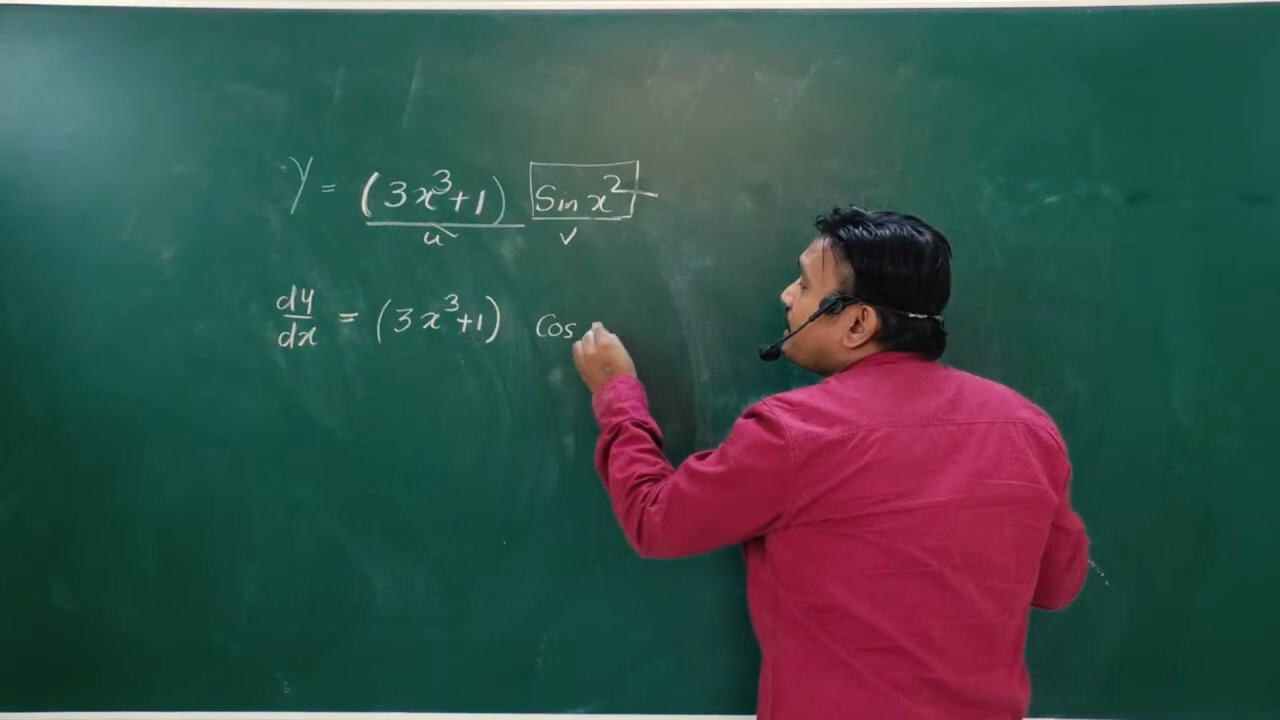 y = (3x³+1) Sin x²
u v
dy/dx = (3x³+1) Cos